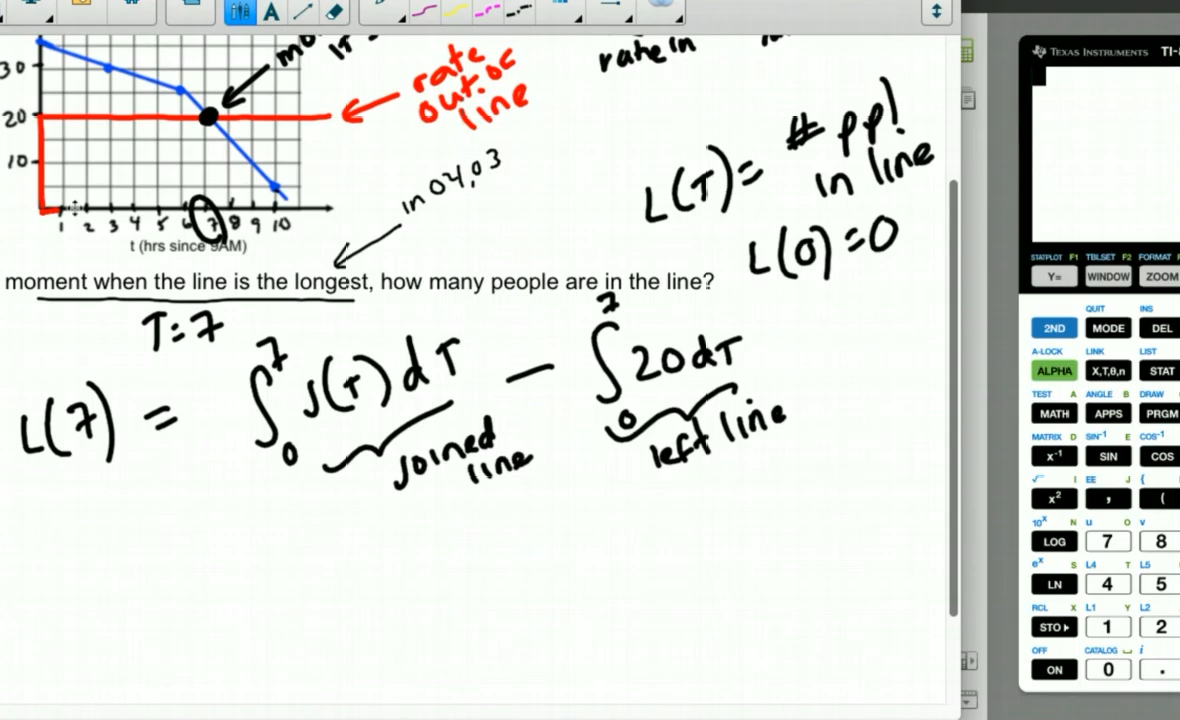 30
20
10
rate
out of
line
rate in
1 2 3 4 5 6 7 8 9 10
t (hrs since 9AM)
in 04,03
L(T)= # ppl
in line
L(0)=0
moment when the line is the longest, how many people are in the line?
T=7
L(7) = ∫₀⁷ J(T) dT − ∫₀⁷ 20 dT
joined
line
left line
TEXAS INSTRUMENTS TI-8
STATPLOT F1 TBLSET F2 FORMAT F
Y= WINDOW ZOOM
QUIT INS
2ND MODE DEL
A-LOCK LINK LIST
ALPHA X,T,θ,n STAT
TEST A ANGLE B DRAW
MATH APPS PRGM
MATRIX D SIN⁻¹ E COS⁻¹
x⁻¹ SIN COS
√ I EE J {
x² , (
10ˣ N u O v
LOG 7 8
eˣ S L4 T L5
LN 4 5
RCL X L1 Y L2
STO▸ 1 2
OFF CATALOG i
ON 0 .